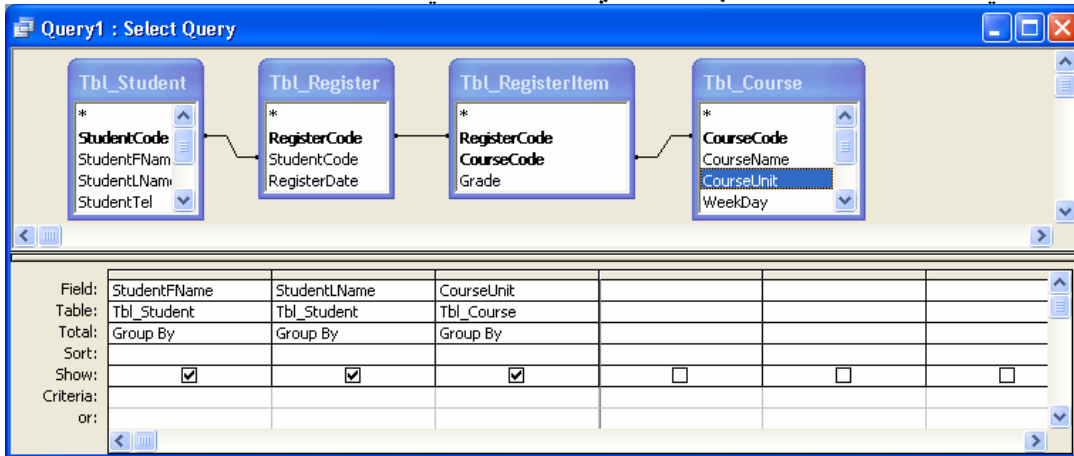 Query1 : Select Query
Tbl_Student Tbl_Register Tbl_RegisterItem Tbl_Course
* * * *
StudentCode RegisterCode RegisterCode CourseCode
StudentFNam StudentCode CourseCode CourseName
StudentLNam RegisterDate Grade CourseUnit
StudentTel WeekDay
Field: StudentFName StudentLName CourseUnit
Table: Tbl_Student Tbl_Student Tbl_Course
Total: Group By Group By Group By
Sort:
Show:
Criteria:
or: